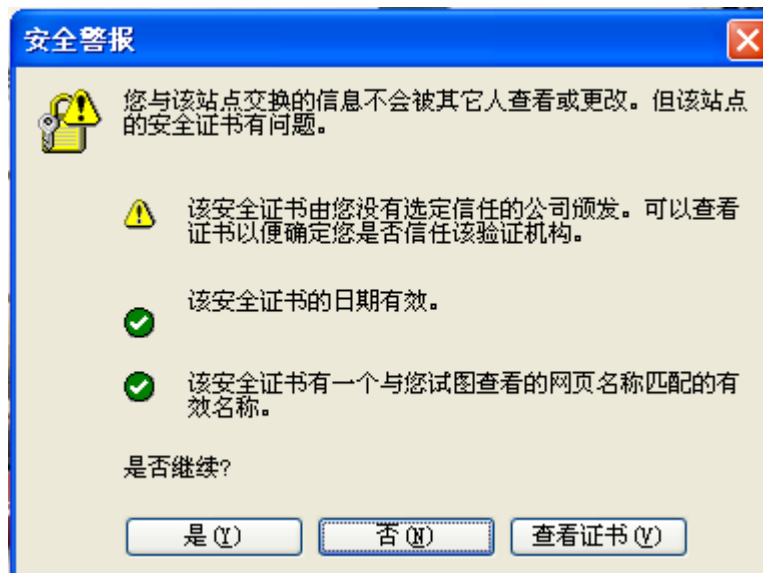 安全警报
您与该站点交换的信息不会被其它人查看或更改。但该站点
的安全证书有问题。
该安全证书由您没有选定信任的公司颁发。可以查看
证书以便确定您是否信任该验证机构。
该安全证书的日期有效。
该安全证书有一个与您试图查看的网页名称匹配的有
效名称。
是否继续?
是(Y) 否(N) 查看证书(V)